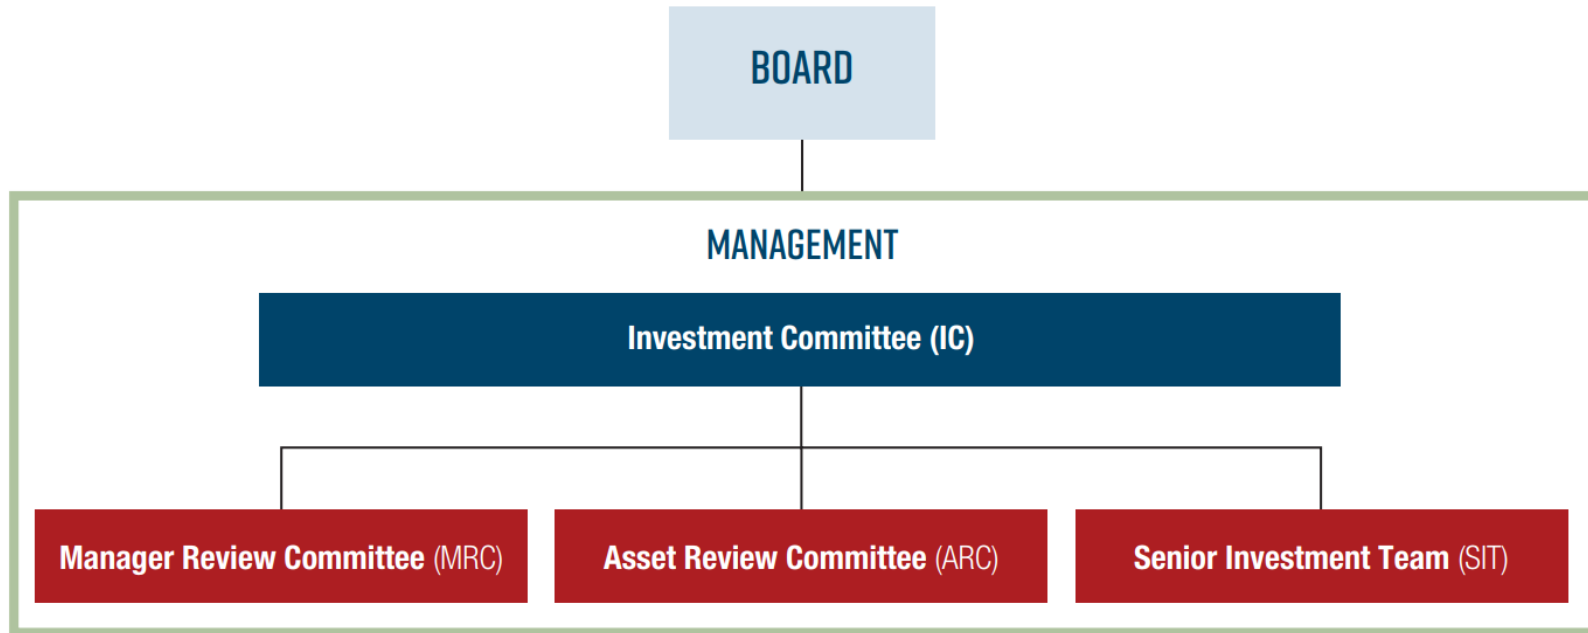 BOARD
MANAGEMENT
Investment Committee (IC)
Manager Review Committee (MRC)
Asset Review Committee (ARC)
Senior Investment Team (SIT)